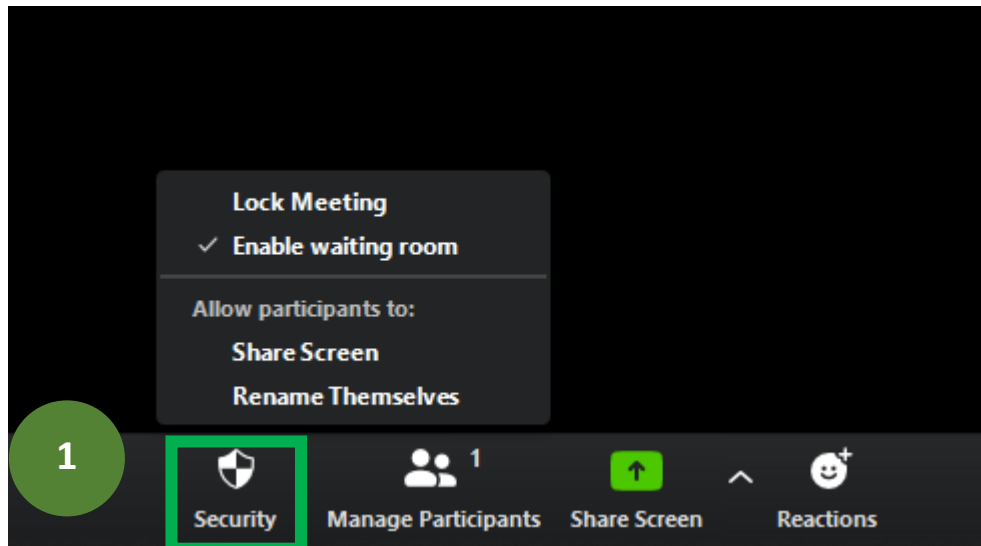 Lock Meeting
Enable waiting room
Allow participants to:
Share Screen
Rename Themselves
1
1
Security
Manage Participants
Share Screen
Reactions